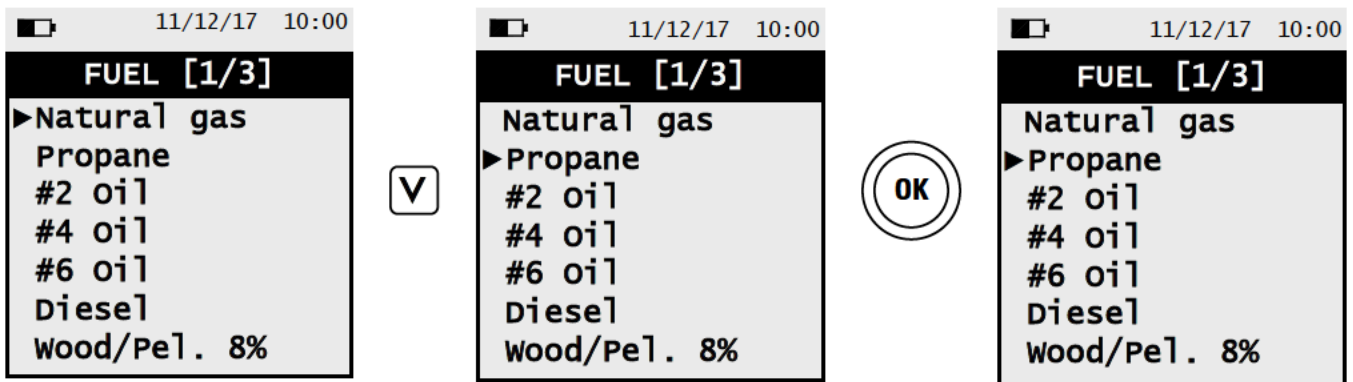 11/12/17 10:00
FUEL [1/3]
▶Natural gas
Propane
#2 Oil
#4 Oil
#6 Oil
Diesel
Wood/Pel. 8%
V
11/12/17 10:00
FUEL [1/3]
Natural gas
▶Propane
#2 Oil
#4 Oil
#6 Oil
Diesel
Wood/Pel. 8%
OK
11/12/17 10:00
FUEL [1/3]
Natural gas
▶Propane
#2 Oil
#4 Oil
#6 Oil
Diesel
Wood/Pel. 8%